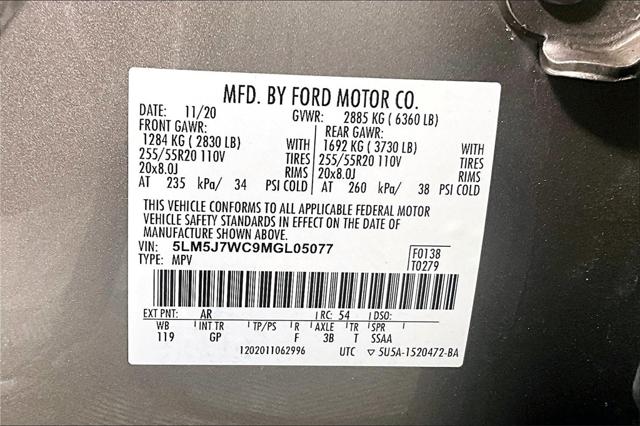 MFD. BY FORD MOTOR CO.
DATE: 11/20 GVWR: 2885 KG ( 6360 LB)
FRONT GAWR: REAR GAWR:
1284 KG ( 2830 LB) WITH 1692 KG ( 3730 LB) WITH
255/55R20 110V TIRES 255/55R20 110V TIRES
20x8.0J RIMS 20x8.0J RIMS
AT 235 kPa/ 34 PSI COLD AT 260 kPa/ 38 PSI COLD
THIS VEHICLE CONFORMS TO ALL APPLICABLE FEDERAL MOTOR
VEHICLE SAFETY STANDARDS IN EFFECT ON THE DATE OF
MANUFACTURE SHOWN ABOVE.
VIN: 5LM5J7WC9MGL05077 F0138
TYPE: MPV T0279
EXT PNT: AR RC: 54 DSO:
WB INT TR TP/PS R AXLE TR SPR
119 GP F 3B T SSAA
1202011062996 UTC ▽ 5U5A-1520472-BA